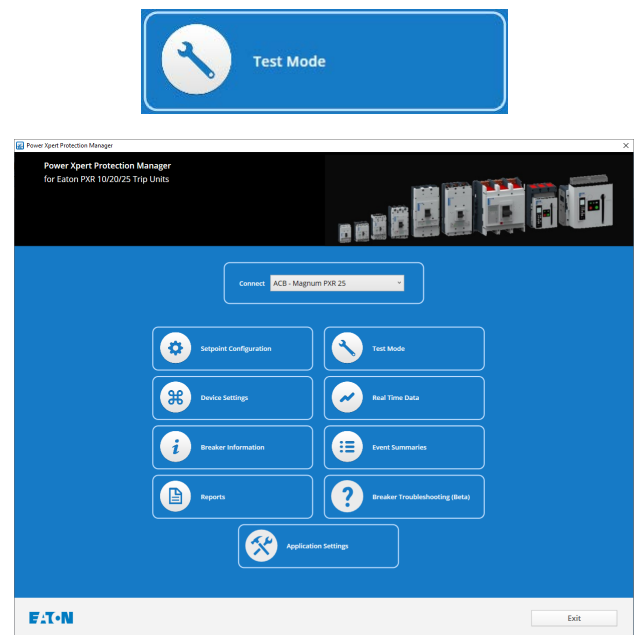 Test Mode
Power Xpert Protection Manager
Power Xpert Protection Manager
for Eaton PXR 10/20/25 Trip Units
Connect ACB - Magnum PXR 25
Setpoint Configuration
Test Mode
Device Settings
Real Time Data
Breaker Information
Event Summaries
Reports
Breaker Troubleshooting (Beta)
Application Settings
EATON
Exit